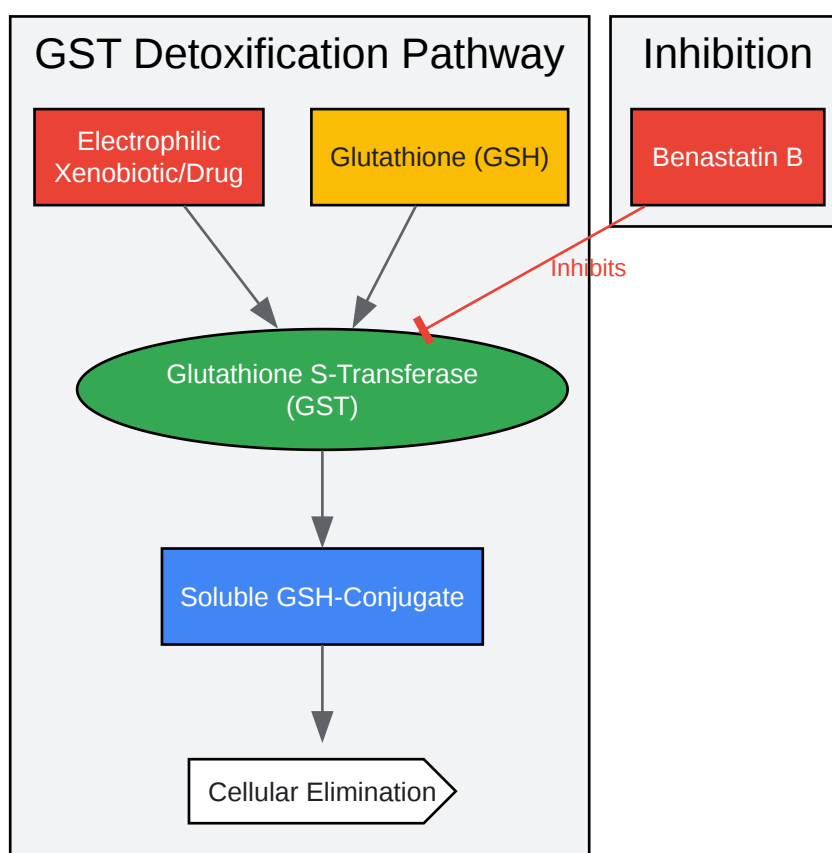 GST Detoxification Pathway
Inhibition
Electrophilic
Xenobiotic/Drug
Glutathione (GSH)
Benastatin B
Inhibits
Glutathione S-Transferase
(GST)
Soluble GSH-Conjugate
Cellular Elimination